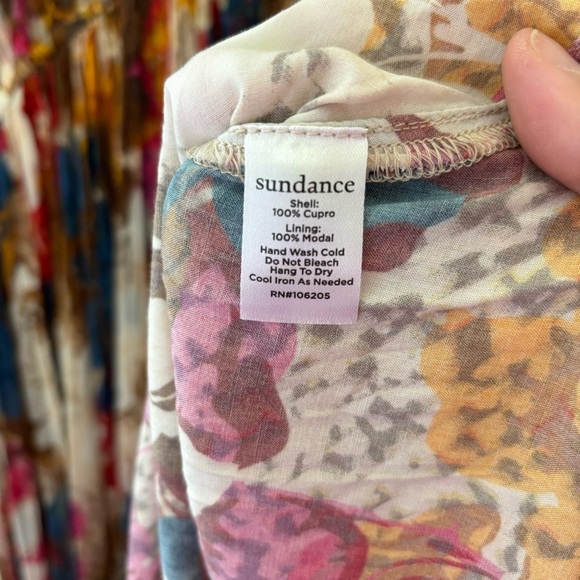 sundance
Shell:
100% Cupro
Lining:
100% Modal
Hand Wash Cold
Do Not Bleach
Hang To Dry
Cool Iron As Needed
RN#106205